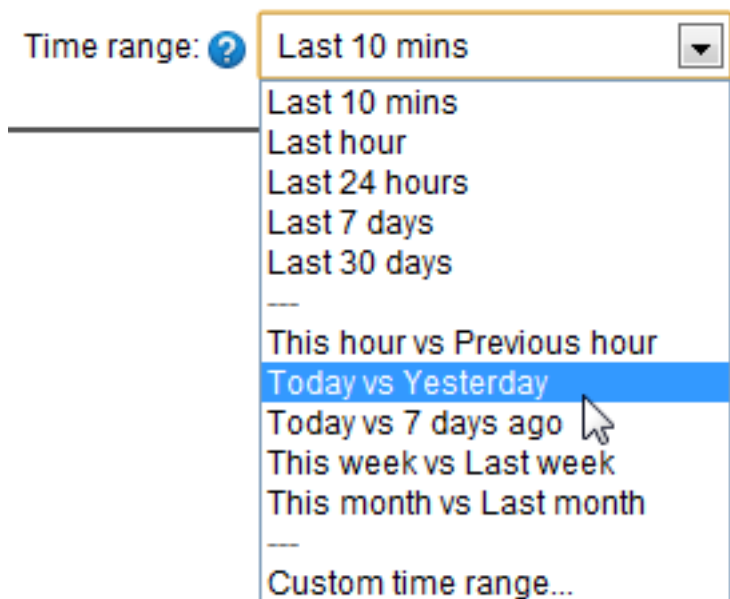 Time range: ? Last 10 mins
Last 10 mins
Last hour
Last 24 hours
Last 7 days
Last 30 days
---
This hour vs Previous hour
Today vs Yesterday
Today vs 7 days ago
This week vs Last week
This month vs Last month
---
Custom time range...